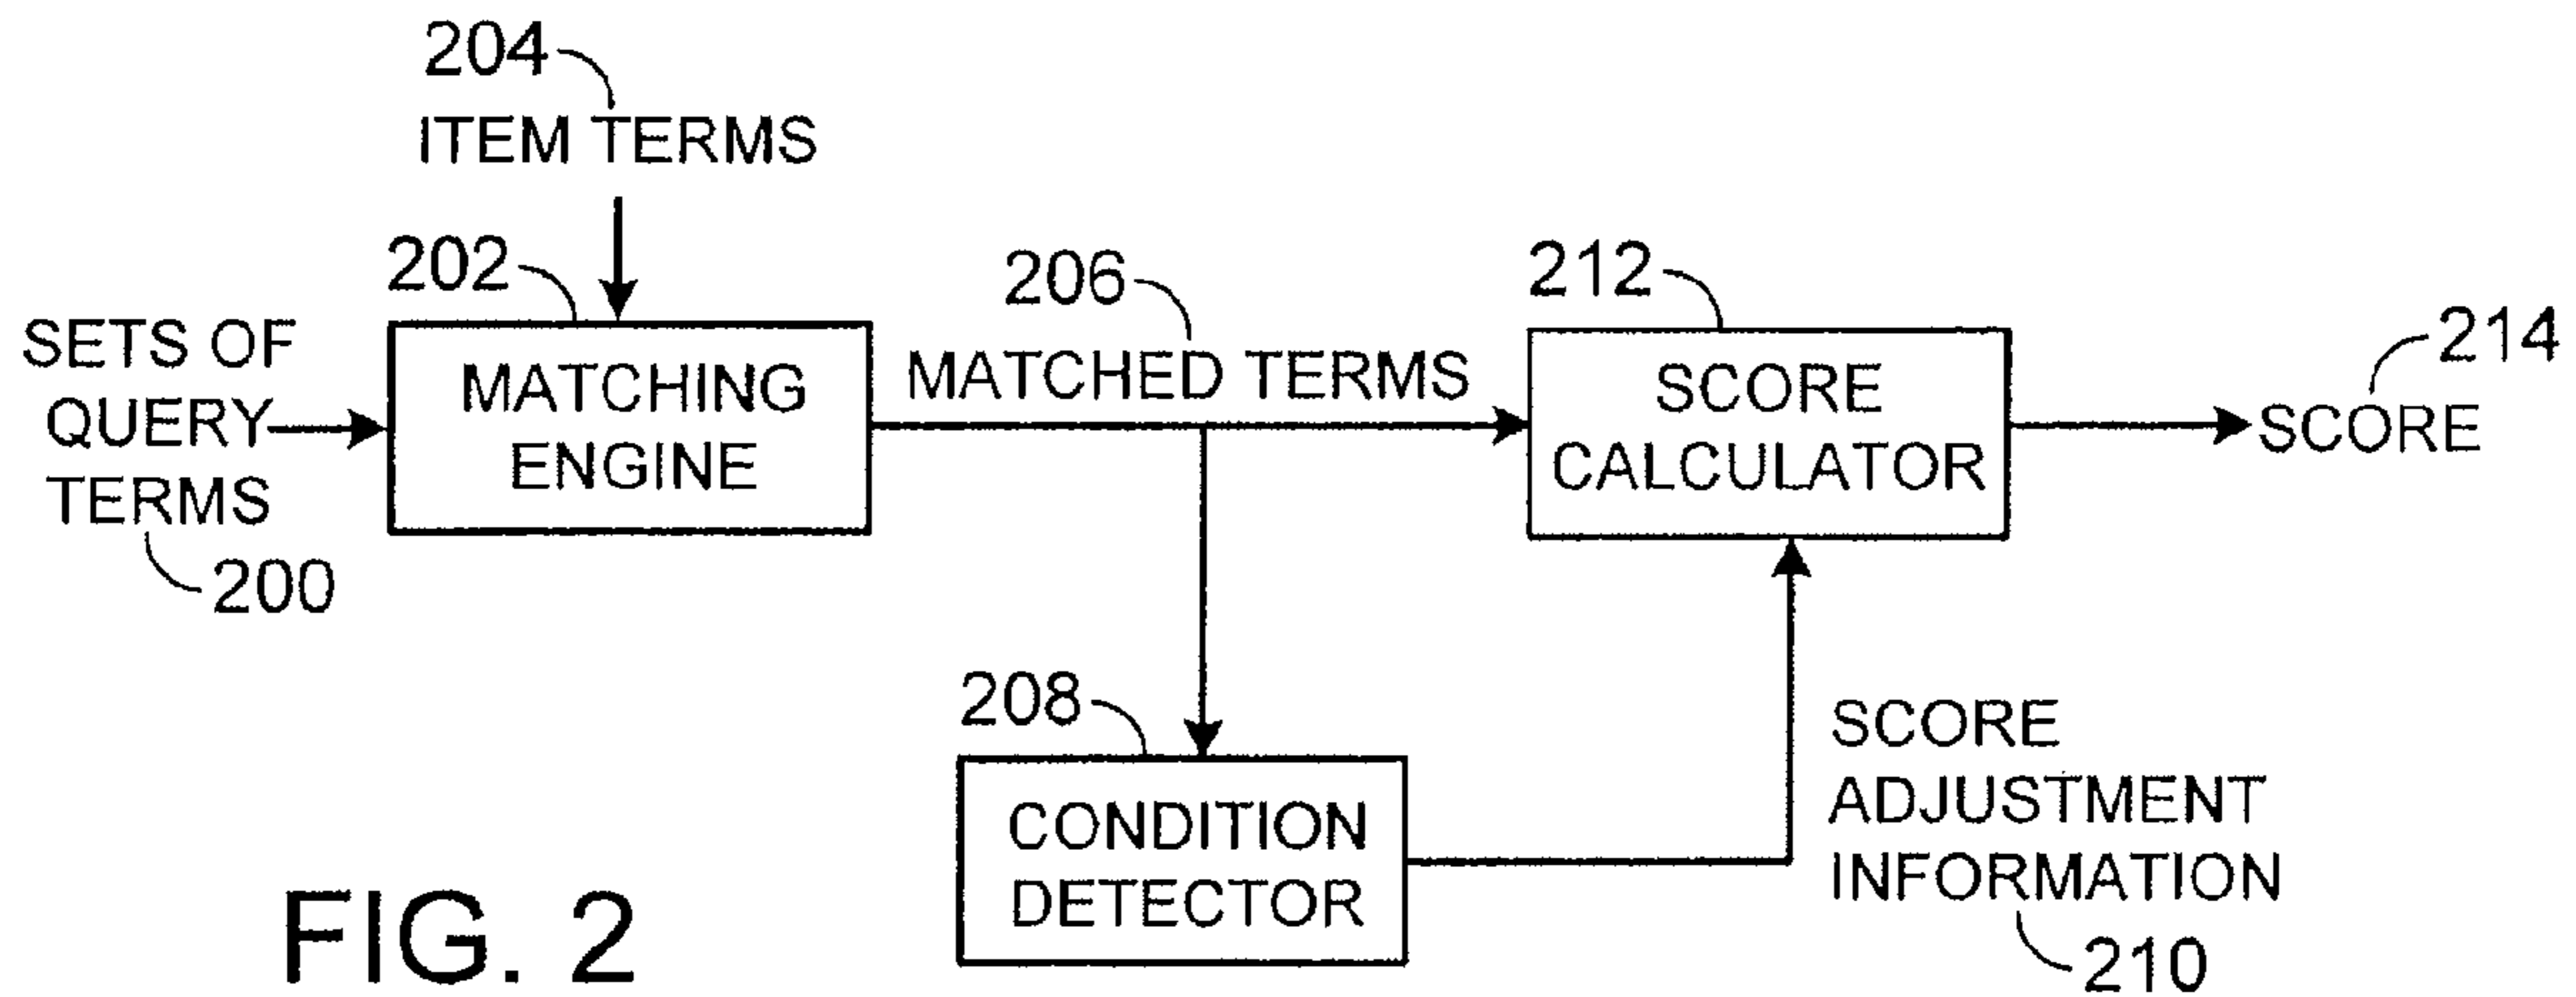 204
ITEM TERMS
202
206
212
214
SETS OF
QUERY
TERMS
200
MATCHING
ENGINE
MATCHED TERMS
SCORE
CALCULATOR
SCORE
208
CONDITION
DETECTOR
SCORE
ADJUSTMENT
INFORMATION
210
FIG. 2